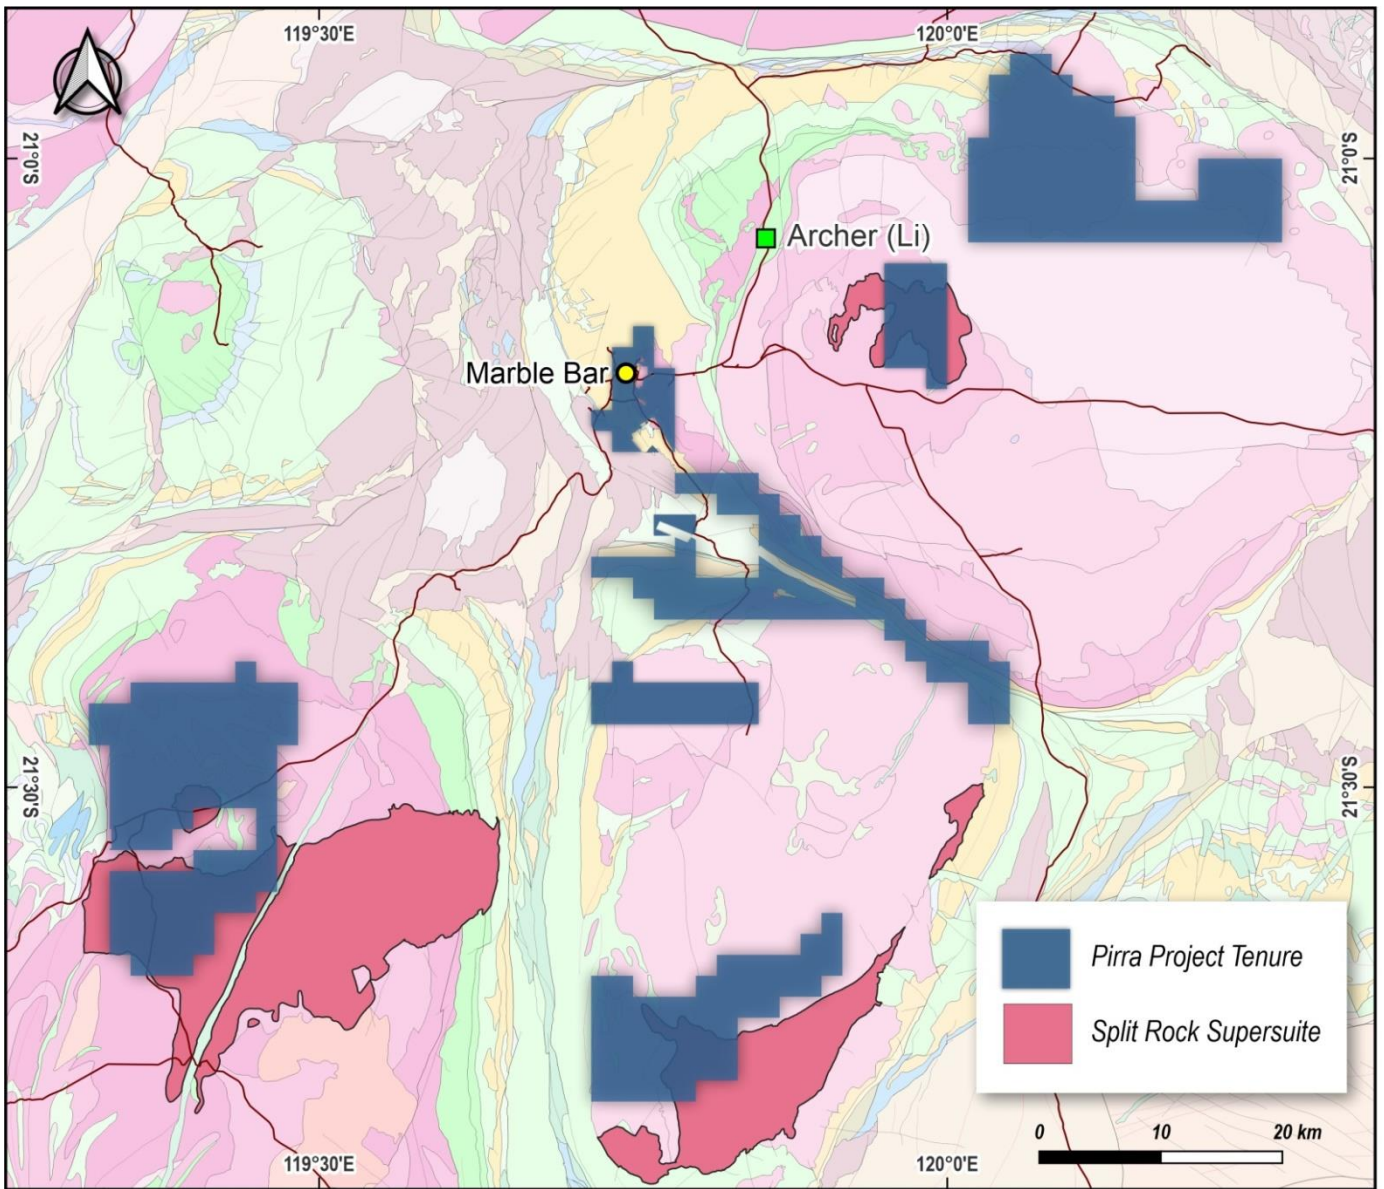 119°30'E
120°0'E
21°0'S
21°0'S
Archer (Li)
Marble Bar
21°30'S
21°30'S
Pirra Project Tenure
Split Rock Supersuite
0 10 20 km
119°30'E
120°0'E